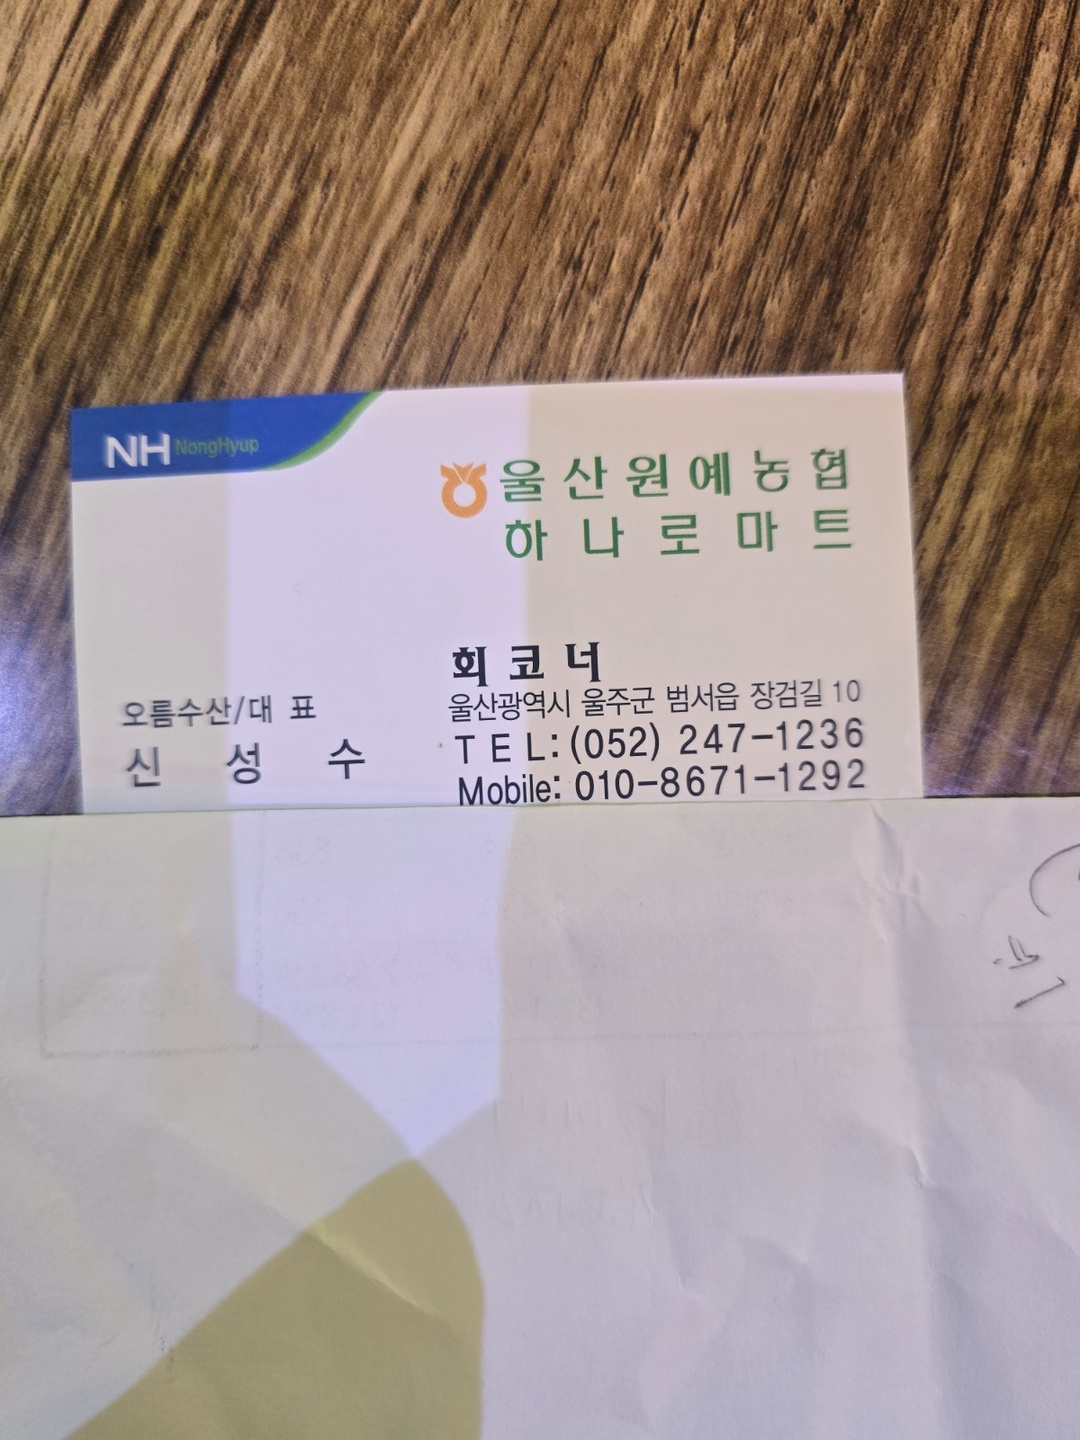 NH NongHyup
울산원예농협
하나로마트
회코너
오름수산/대 표
신 성 수
울산광역시 울주군 범서읍 장검길 10
TEL:(052) 247-1236
Mobile: 010-8671-1292